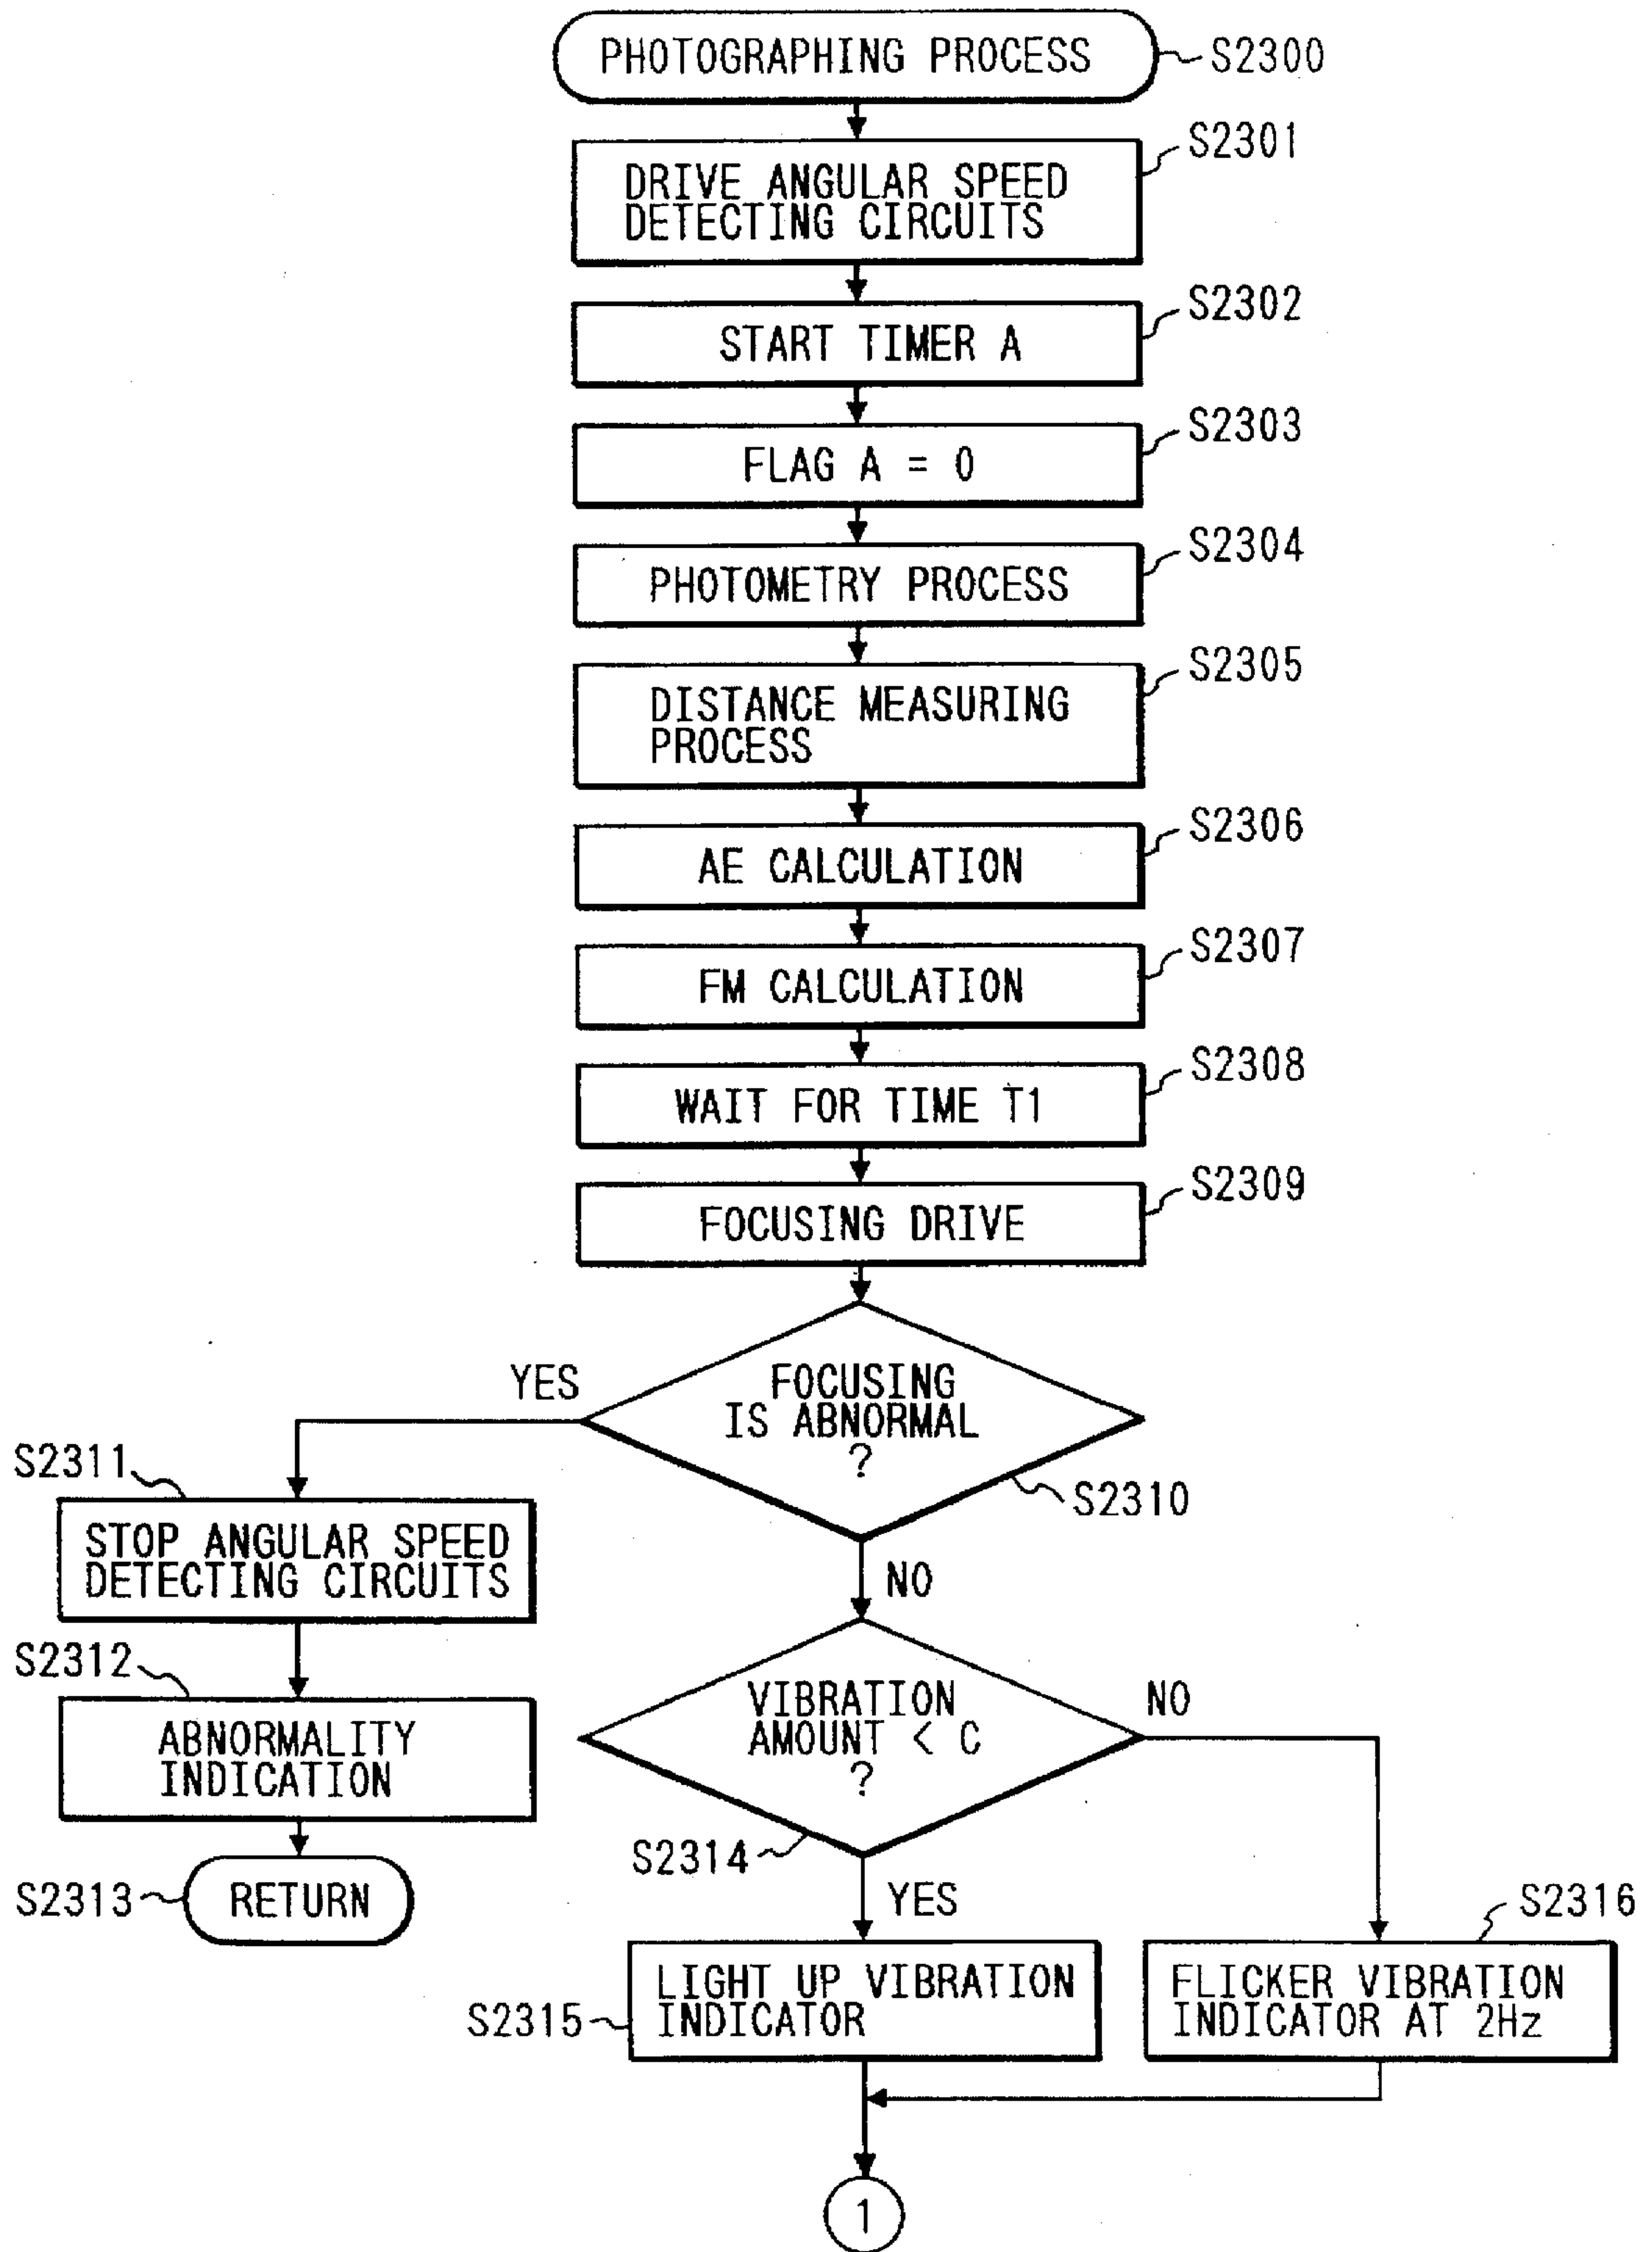 PHOTOGRAPHING PROCESS
S2300
S2301
DRIVE ANGULAR SPEED
DETECTING CIRCUITS
S2302
START TIMER A
S2303
FLAG A = 0
S2304
PHOTOMETRY PROCESS
S2305
DISTANCE MEASURING
PROCESS
S2306
AE CALCULATION
S2307
FM CALCULATION
S2308
WAIT FOR TIME T1
S2309
FOCUSING DRIVE
YES
FOCUSING
IS ABNORMAL
?
S2310
S2311
STOP ANGULAR SPEED
DETECTING CIRCUITS
NO
S2312
ABNORMALITY
INDICATION
VIBRATION
AMOUNT < C
?
NO
S2314
S2313
RETURN
YES
S2316
LIGHT UP VIBRATION
INDICATOR
S2315
FLICKER VIBRATION
INDICATOR AT 2Hz
1